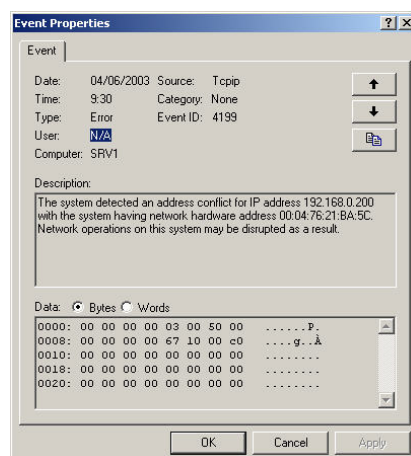 Event Properties
Event
Date: 04/06/2003 Source: Tcpip
Time: 9:30 Category: None
Type: Error Event ID: 4199
User: N/A
Computer: SRV1
Description:
The system detected an address conflict for IP address 192.168.0.200
with the system having network hardware address 00:04:76:21:BA:5C.
Network operations on this system may be disrupted as a result.
Data: Bytes Words
0000: 00 00 00 00 03 00 50 00 ......P.
0008: 00 00 00 00 67 10 00 c0 ....g..À
0010: 00 00 00 00 00 00 00 00 ........
0018: 00 00 00 00 00 00 00 00 ........
0020: 00 00 00 00 00 00 00 00 ........
OK Cancel Apply